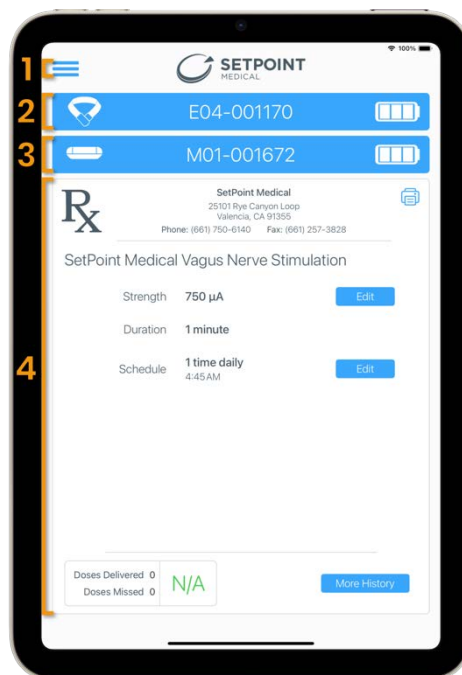 100%
1
SETPOINT
MEDICAL
2
E04-001170
3
M01-001672
4
Rx
SetPoint Medical
25101 Rye Canyon Loop
Valencia, CA 91355
Phone: (661) 750-6140 Fax: (661) 257-3828
SetPoint Medical Vagus Nerve Stimulation
Strength 750 μA Edit
Duration 1 minute
Schedule 1 time daily Edit
4:45AM
Doses Delivered 0
Doses Missed 0
N/A
More History